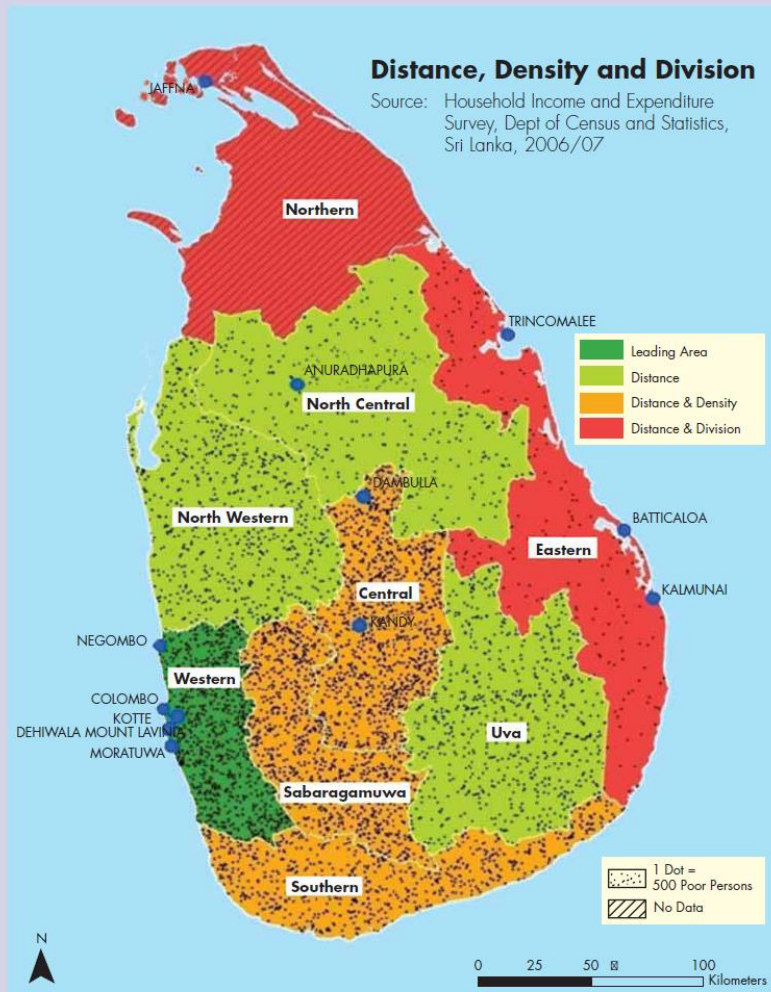 Distance, Density and Division
Source: Household Income and Expenditure
Survey, Dept of Census and Statistics,
Sri Lanka, 2006/07
JAFFNA
Northern
TRINCOMALEE
Leading Area
Distance
Distance & Density
Distance & Division
ANURADHAPURA
North Central
DAMBULLA
North Western
BATTICALOA
Eastern
Central
KALMUNAI
KANDY
NEGOMBO
Western
COLOMBO
KOTTE
DEHIWALA MOUNT LAVINIA
MORATUWA
Uva
Sabaragamuwa
Southern
1 Dot =
500 Poor Persons
No Data
N
0 25 50 100
Kilometers